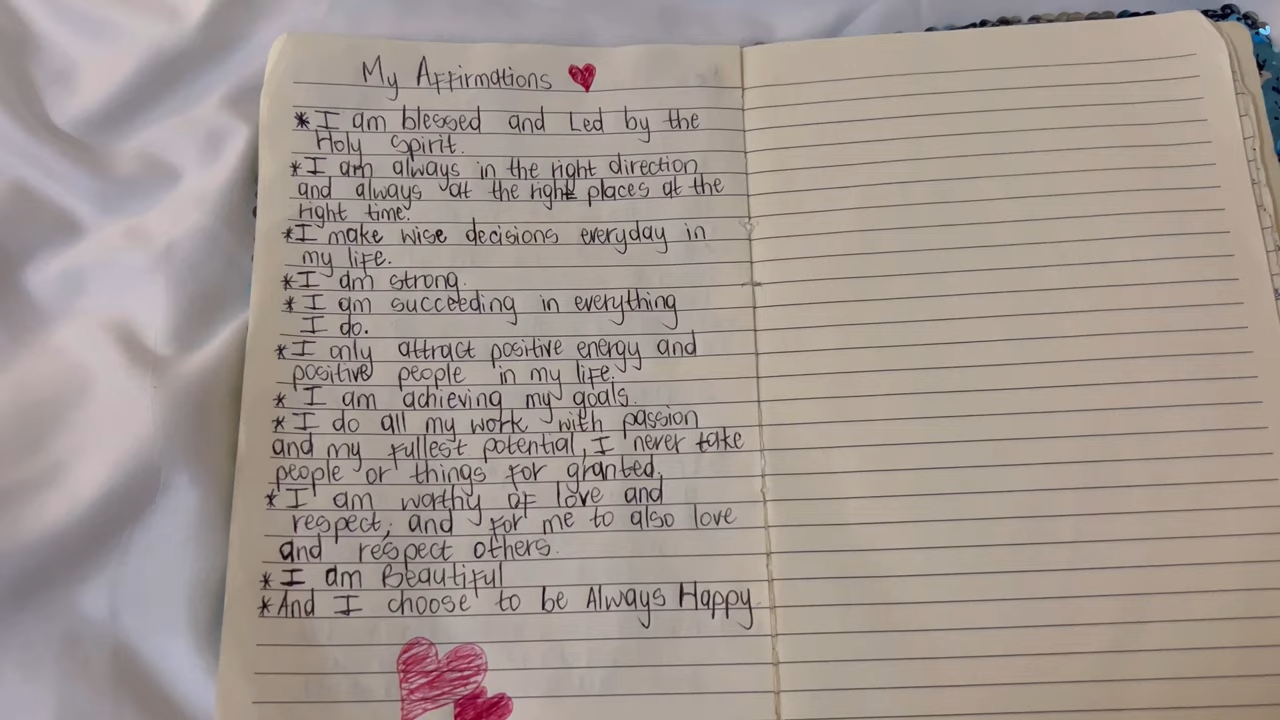 My Affirmations
* I am blessed and Led by the
Holy Spirit.
* I am always in the right direction
and always at the right places at the
right time.
* I make wise decisions everyday in
my life.
* I am strong.
* I am succeeding in everything
I do.
* I only attract positive energy and
positive people in my life.
* I am achieving my goals.
* I do all my work with passion
and my fullest potential, I never take
people or things for granted.
* I am worthy of love and
respect, and for me to also love
and respect others.
* I am Beautiful
* And I choose to be Always Happy